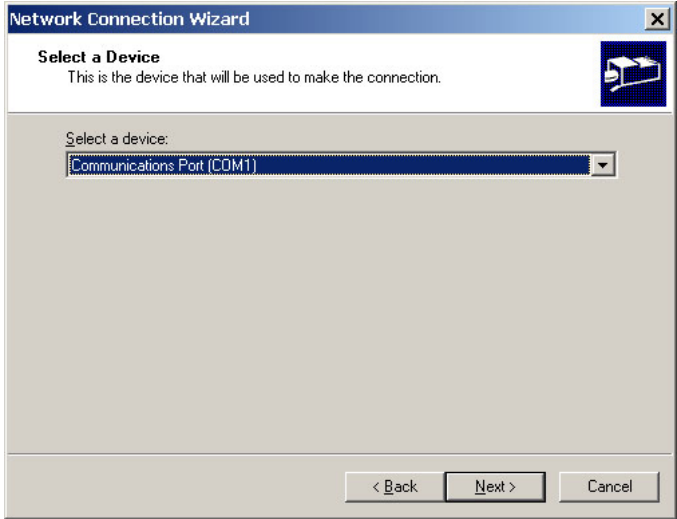 Network Connection Wizard
Select a Device
This is the device that will be used to make the connection.
Select a device:
Communications Port (COM1)
< Back
Next >
Cancel